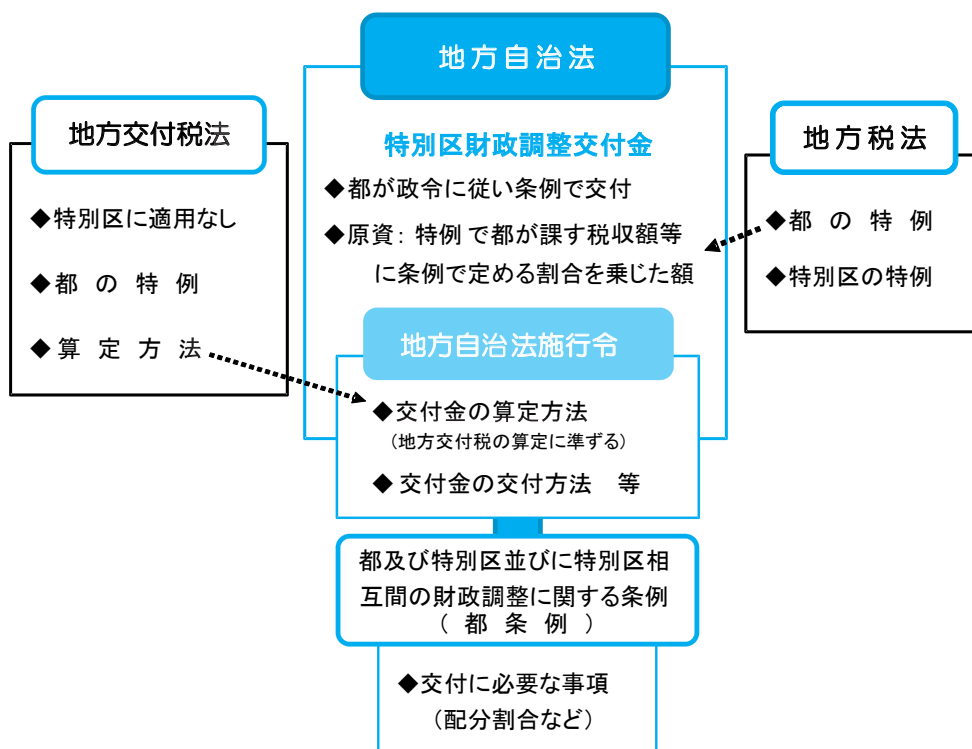 地方自治法
特別区財政調整交付金
◆都が政令に従い条例で交付
◆原資：特例で都が課す税収額等
に条例で定める割合を乗じた額
地方交付税法
◆特別区に適用なし
◆都の特例
◆算定方法
地方税法
◆都の特例
◆特別区の特例
地方自治法施行令
◆交付金の算定方法
（地方交付税の算定に準ずる）
◆交付金の交付方法　等
都及び特別区並びに特別区相
互間の財政調整に関する条例
（都条例）
◆交付に必要な事項
（配分割合など）